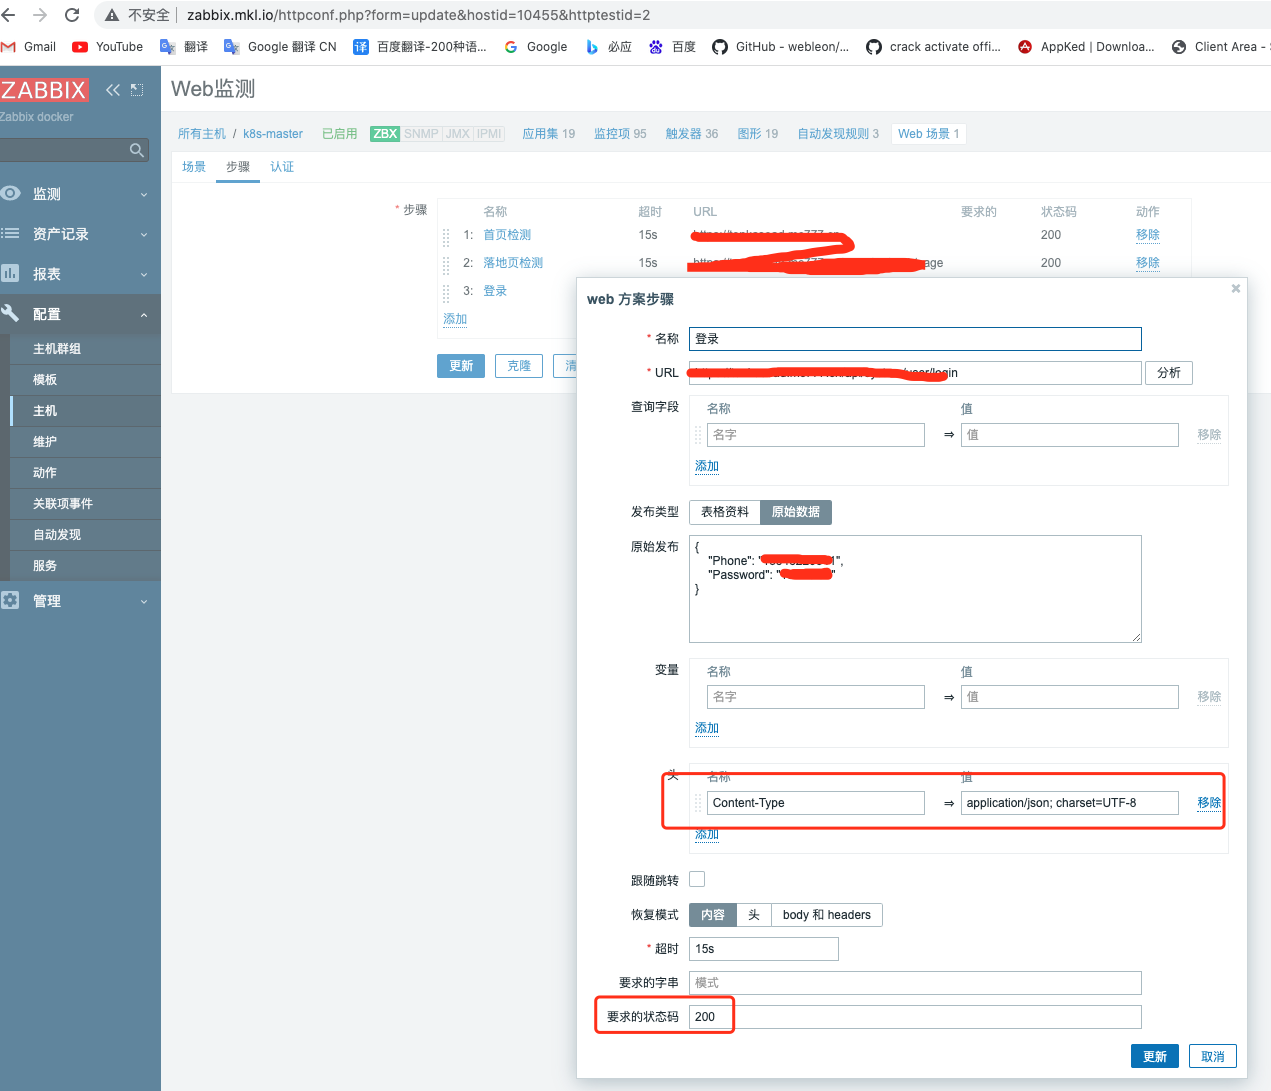 不安全 zabbix.mkl.io/httpconf.php?form=update&hostid=10455&httptestid=2
Gmail YouTube 翻译 Google 翻译 CN 百度翻译-200种语... Google 必应 百度 GitHub - webleon/... crack activate offi... AppKed | Downloa... Client Area -
ZABBIX
Zabbix docker
监测
资产记录
报表
配置
主机群组
模板
主机
维护
动作
关联项事件
自动发现
服务
管理
Web监测
所有主机 / k8s-master 已启用 ZBX SNMP JMX IPMI 应用集 19 监控项 95 触发器 36 图形 19 自动发现规则 3 Web 场景 1
场景 步骤 认证
* 步骤 名称 超时 URL 要求的 状态码 动作
1: 首页检测 15s 200 移除
2: 落地页检测 15s age 200 移除
3: 登录
添加
更新 克隆 清
web 方案步骤
* 名称 登录
* URL login 分析
查询字段 名称 值
名字 ⇒ 值 移除
添加
发布类型 表格资料 原始数据
原始发布 {
"Phone": " 1",
"Password": " "
}
变量 名称 值
名字 ⇒ 值 移除
添加
头 名称 值
Content-Type ⇒ application/json; charset=UTF-8 移除
添加
跟随跳转
恢复模式 内容 头 body 和 headers
* 超时 15s
要求的字串 模式
要求的状态码 200
更新 取消